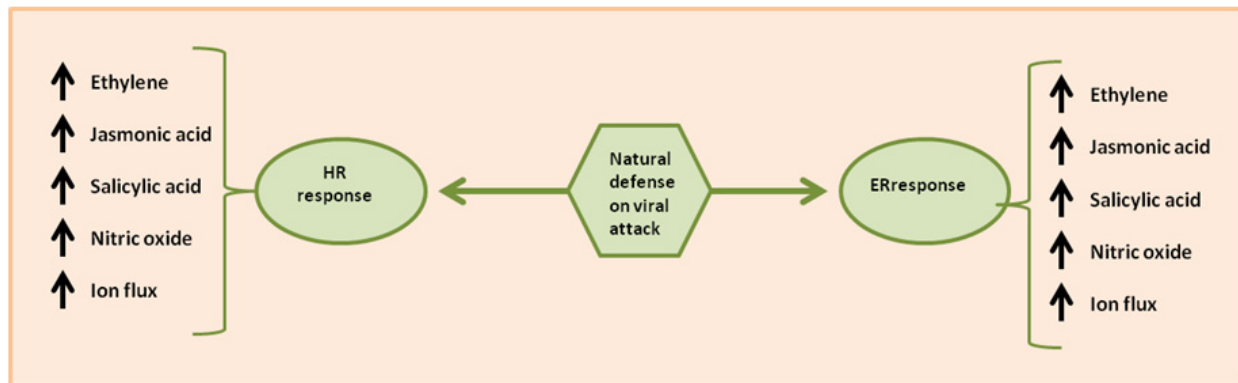 Ethylene
Jasmonic acid
Salicylic acid
Nitric oxide
Ion flux
HR
response
Natural
defense
on viral
attack
ERresponse
Ethylene
Jasmonic acid
Salicylic acid
Nitric oxide
Ion flux